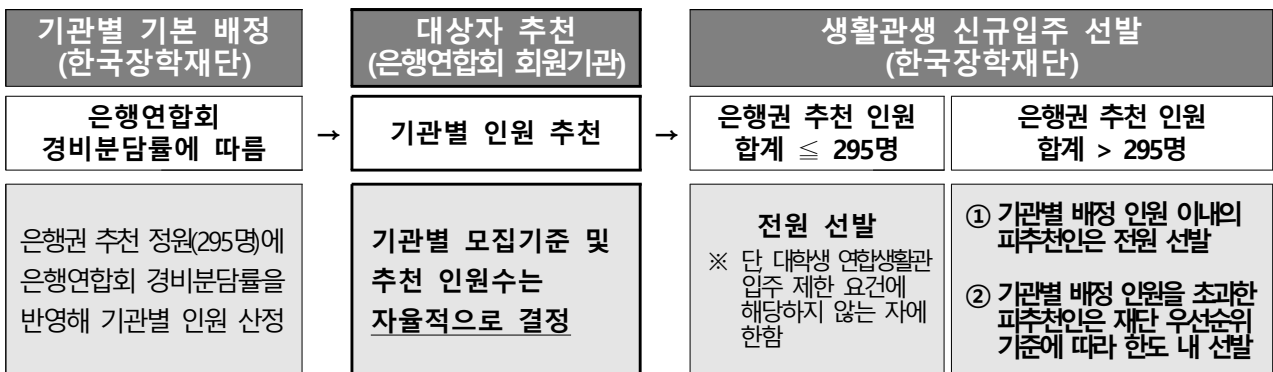 기관별 기본 배정
(한국장학재단)
대상자 추천
(은행연합회 회원기관)
생활관생 신규입주 선발
(한국장학재단)
은행연합회
경비분담률에 따름
→
기관별 인원 추천
→
은행권 추천 인원
합계 ≦ 295명
은행권 추천 인원
합계 > 295명
은행권 추천 정원(295명)에
은행연합회 경비분담률을
반영해 기관별 인원 산정
기관별 모집기준 및
추천 인원수는
자율적으로 결정
전원 선발
※ 단, 대학생 연합생활관
입주 제한 요건에
해당하지 않는 자에
한함
① 기관별 배정 인원 이내의
피추천인은 전원 선발
② 기관별 배정 인원을 초과한
피추천인은 재단 우선순위
기준에 따라 한도 내 선발